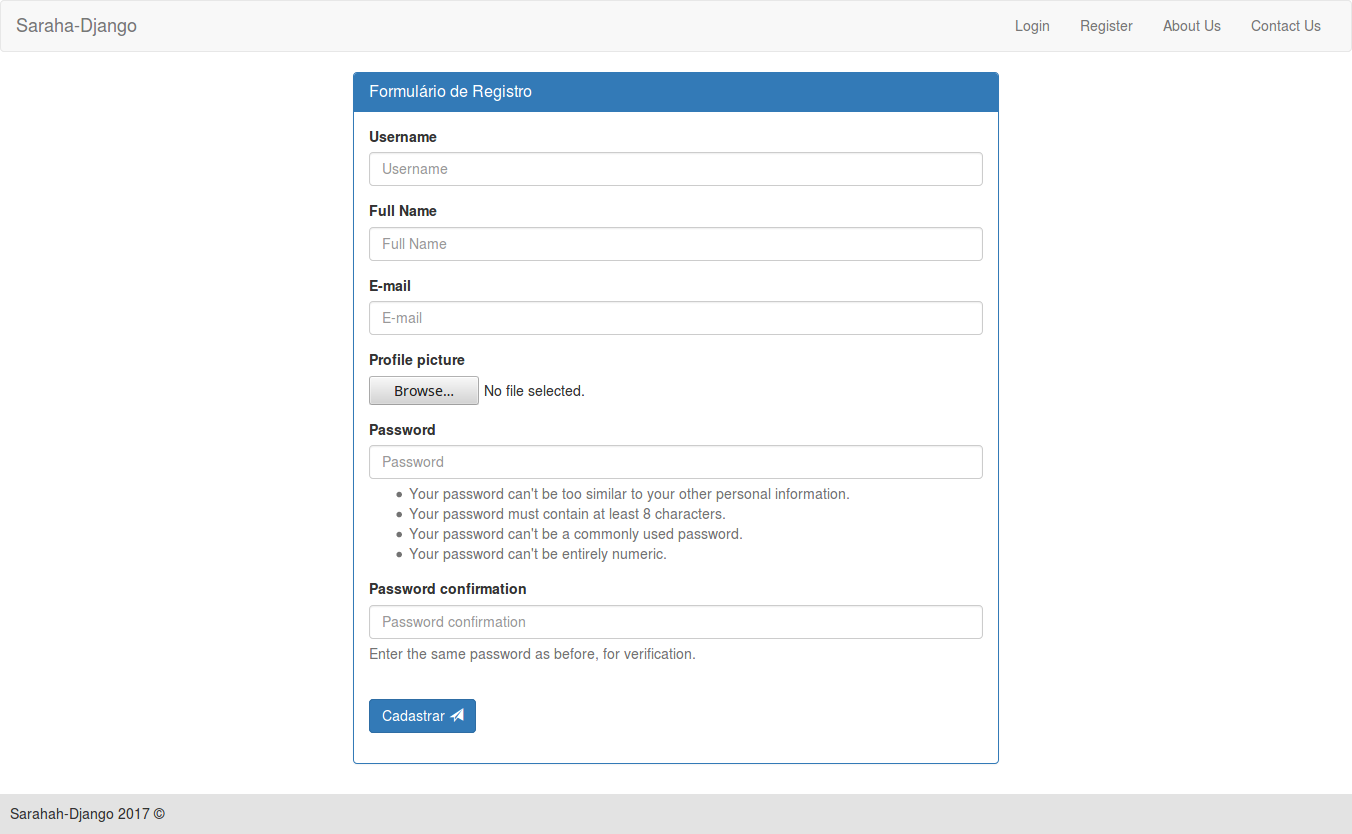 Saraha-Django Login Register About Us Contact Us
Formulário de Registro
Username
Username
Full Name
Full Name
E-mail
E-mail
Profile picture
Browse... No file selected.
Password
Password
Your password can't be too similar to your other personal information.
Your password must contain at least 8 characters.
Your password can't be a commonly used password.
Your password can't be entirely numeric.
Password confirmation
Password confirmation
Enter the same password as before, for verification.
Cadastrar
Sarahah-Django 2017 ©